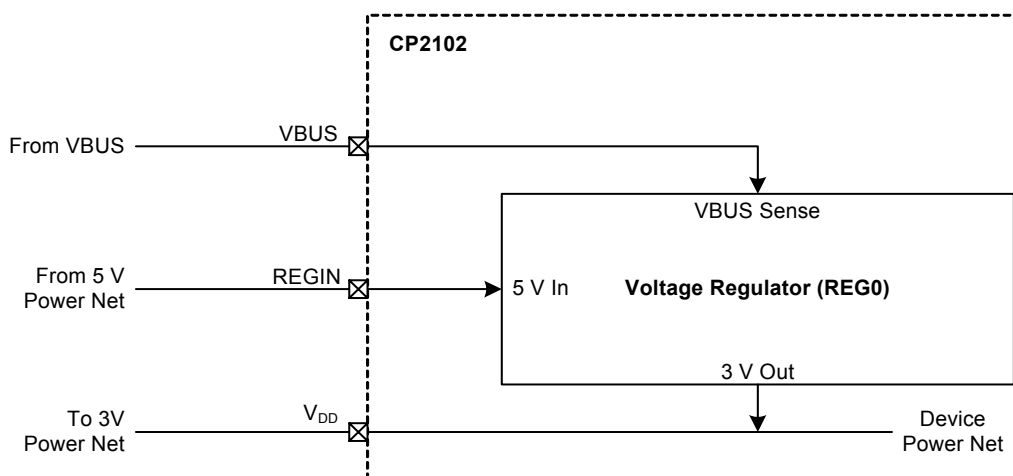 CP2102
From VBUS
VBUS
VBUS Sense
From 5 V
Power Net
REGIN
5 V In
Voltage Regulator (REG0)
3 V Out
To 3V
Power Net
VDD
Device
Power Net